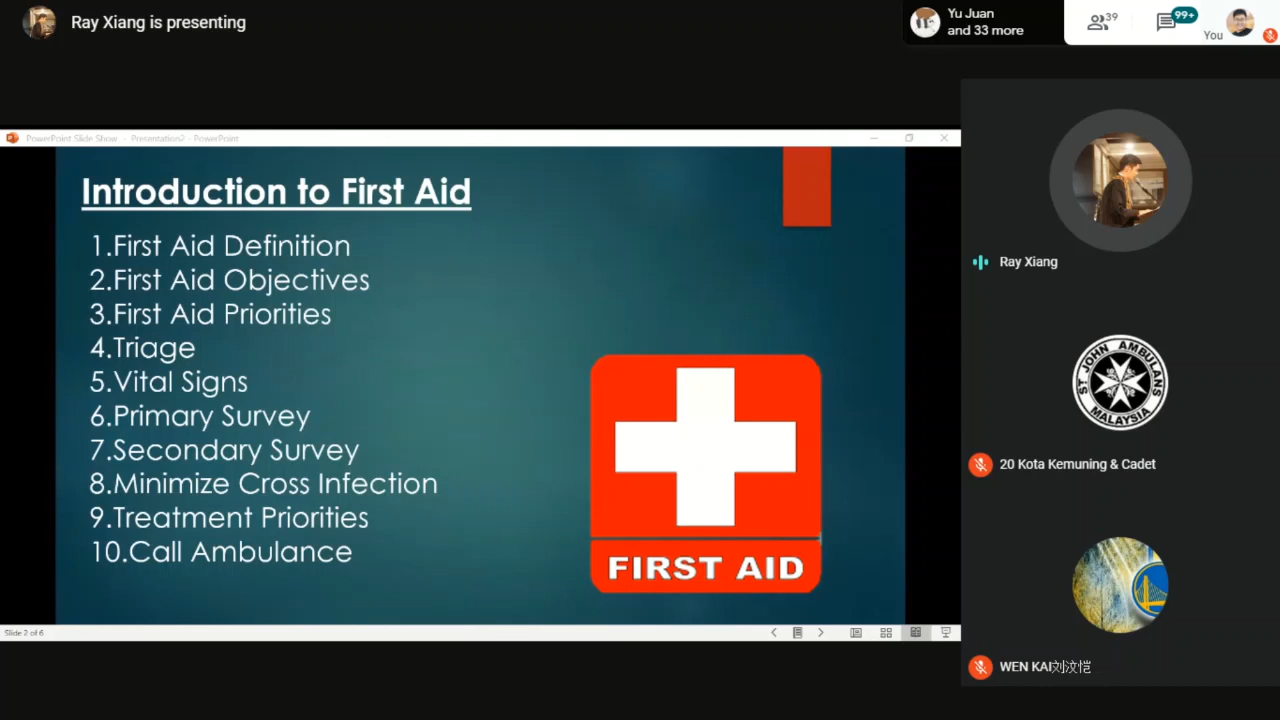 Ray Xiang is presenting
Yu Juan
and 33 more
39
99+
You
PowerPoint Slide Show - Presentation2 - PowerPoint
Introduction to First Aid
1.First Aid Definition
2.First Aid Objectives
3.First Aid Priorities
4.Triage
5.Vital Signs
6.Primary Survey
7.Secondary Survey
8.Minimize Cross Infection
9.Treatment Priorities
10.Call Ambulance
FIRST AID
Slide 2 of 6
Ray Xiang
ST JOHN AMBULANS
MALAYSIA
20 Kota Kemuning & Cadet
WEN KAI刘汶恺